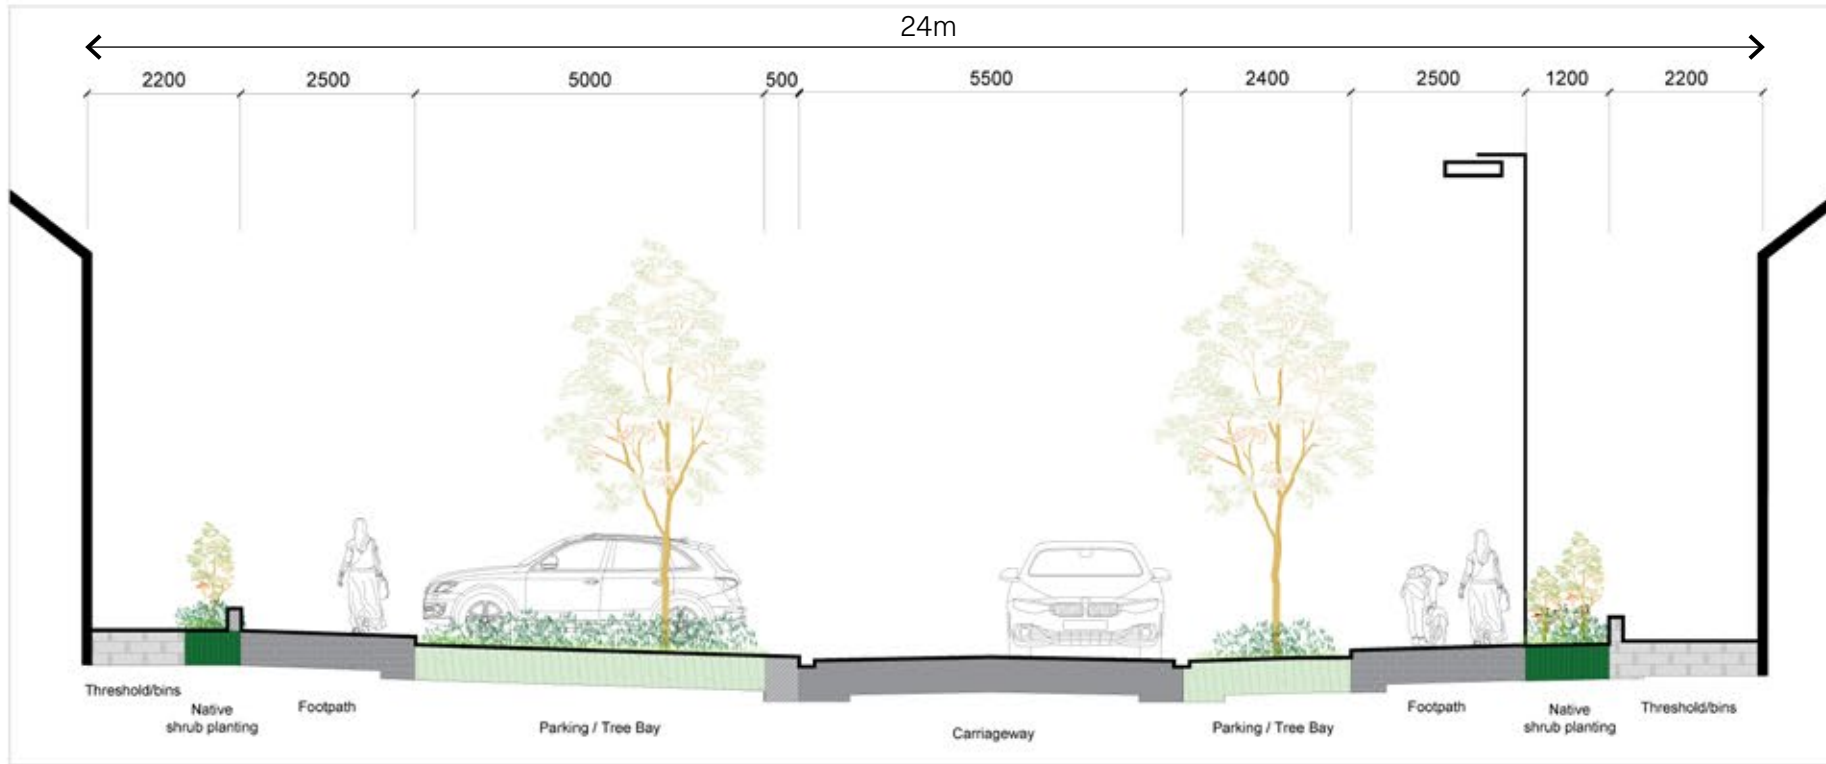 24m
2200
2500
5000
500
5500
2400
2500
1200
2200
Threshold/bins
Native
shrub planting
Footpath
Parking / Tree Bay
Carriageway
Parking / Tree Bay
Footpath
Native
shrub planting
Threshold/bins